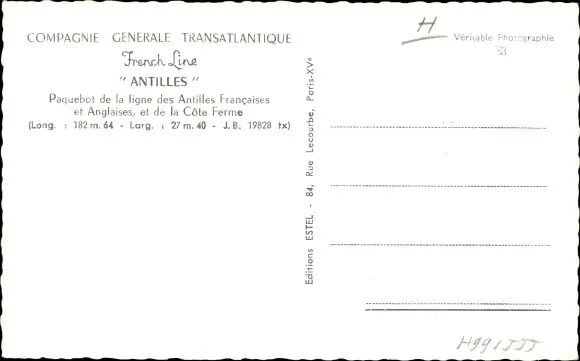 COMPAGNIE GENERALE TRANSATLANTIQUE
French Line
" ANTILLES "
Paquebot de la ligne des Antilles Françaises
et Anglaises, et de la Côte Ferme
(Long. : 182 m. 64 - Larg. : 27 m. 40 - J.B. 19828 tx)
Editions ESTEL - 84, Rue Lecourbe, Paris-XVe
H
Véritable Photographie